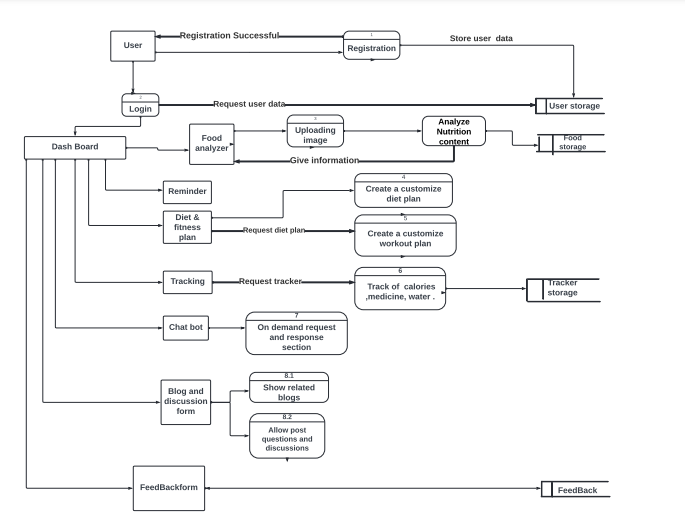 Registration Successful
1
User
Registration
Store user  data
2
Login
Request user data
User storage
3
Uploading
image
Analyze
Nutrition
content
Food
analyzer
Food
storage
Give information
Dash Board
Reminder
4
Create a customize
diet plan
Diet &
fitness
plan
Request diet plan
5
Create a customize
workout plan
6
Tracking
Request tracker
Track of  calories
,medicine, water .
Tracker
storage
7
Chat bot
On demand request
and response
section
8.1
Show related
blogs
Blog and
discussion
form
8.2
Allow post
questions and
discussions
FeedBackform
FeedBack